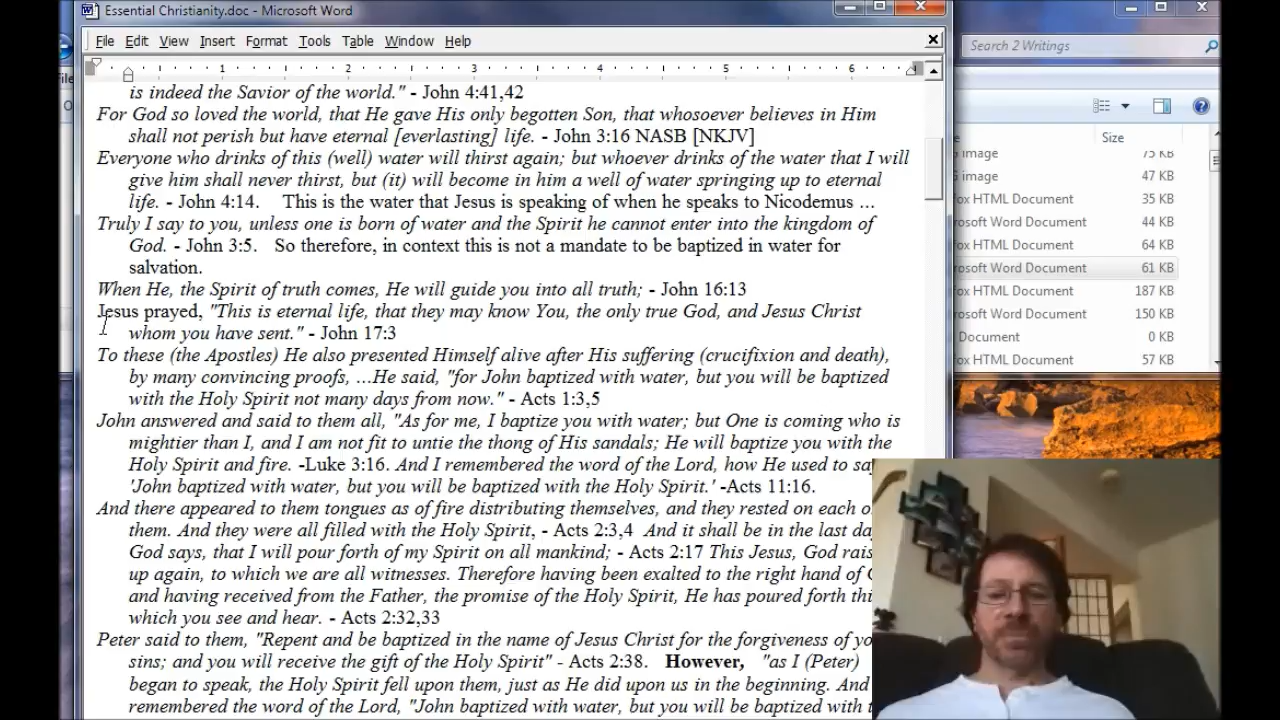 Essential Christianity.doc - Microsoft Word
File Edit View Insert Format Tools Table Window Help
1 2 3 4 5 6
is indeed the Savior of the world." - John 4:41,42
For God so loved the world, that He gave His only begotten Son, that whosoever believes in Him
shall not perish but have eternal [everlasting] life. - John 3:16 NASB [NKJV]
Everyone who drinks of this (well) water will thirst again; but whoever drinks of the water that I will
give him shall never thirst, but (it) will become in him a well of water springing up to eternal
life. - John 4:14. This is the water that Jesus is speaking of when he speaks to Nicodemus ...
Truly I say to you, unless one is born of water and the Spirit he cannot enter into the kingdom of
God. - John 3:5. So therefore, in context this is not a mandate to be baptized in water for
salvation.
When He, the Spirit of truth comes, He will guide you into all truth; - John 16:13
Jesus prayed, "This is eternal life, that they may know You, the only true God, and Jesus Christ
whom you have sent." - John 17:3
To these (the Apostles) He also presented Himself alive after His suffering (crucifixion and death),
by many convincing proofs, ...He said, "for John baptized with water, but you will be baptized
with the Holy Spirit not many days from now." - Acts 1:3,5
John answered and said to them all, "As for me, I baptize you with water; but One is coming who is
mightier than I, and I am not fit to untie the thong of His sandals; He will baptize you with the
Holy Spirit and fire. -Luke 3:16. And I remembered the word of the Lord, how He used to say
'John baptized with water, but you will be baptized with the Holy Spirit.' -Acts 11:16.
And there appeared to them tongues as of fire distributing themselves, and they rested on each o
them. And they were all filled with the Holy Spirit, - Acts 2:3,4 And it shall be in the last da
God says, that I will pour forth of my Spirit on all mankind; - Acts 2:17 This Jesus, God rais
up again, to which we are all witnesses. Therefore having been exalted to the right hand of
and having received from the Father, the promise of the Holy Spirit, He has poured forth thi
which you see and hear. - Acts 2:32,33
Peter said to them, "Repent and be baptized in the name of Jesus Christ for the forgiveness of yo
sins; and you will receive the gift of the Holy Spirit" - Acts 2:38. However, "as I (Peter)
began to speak, the Holy Spirit fell upon them, just as He did upon us in the beginning. And
remembered the word of the Lord, "John baptized with water, but you will be baptized with t
Search 2 Writings
Size
G image 75 KB
G image 47 KB
fox HTML Document 35 KB
rosoft Word Document 44 KB
fox HTML Document 64 KB
rosoft Word Document 61 KB
fox HTML Document 187 KB
rosoft Word Document 150 KB
Document 0 KB
fox HTML Document 57 KB